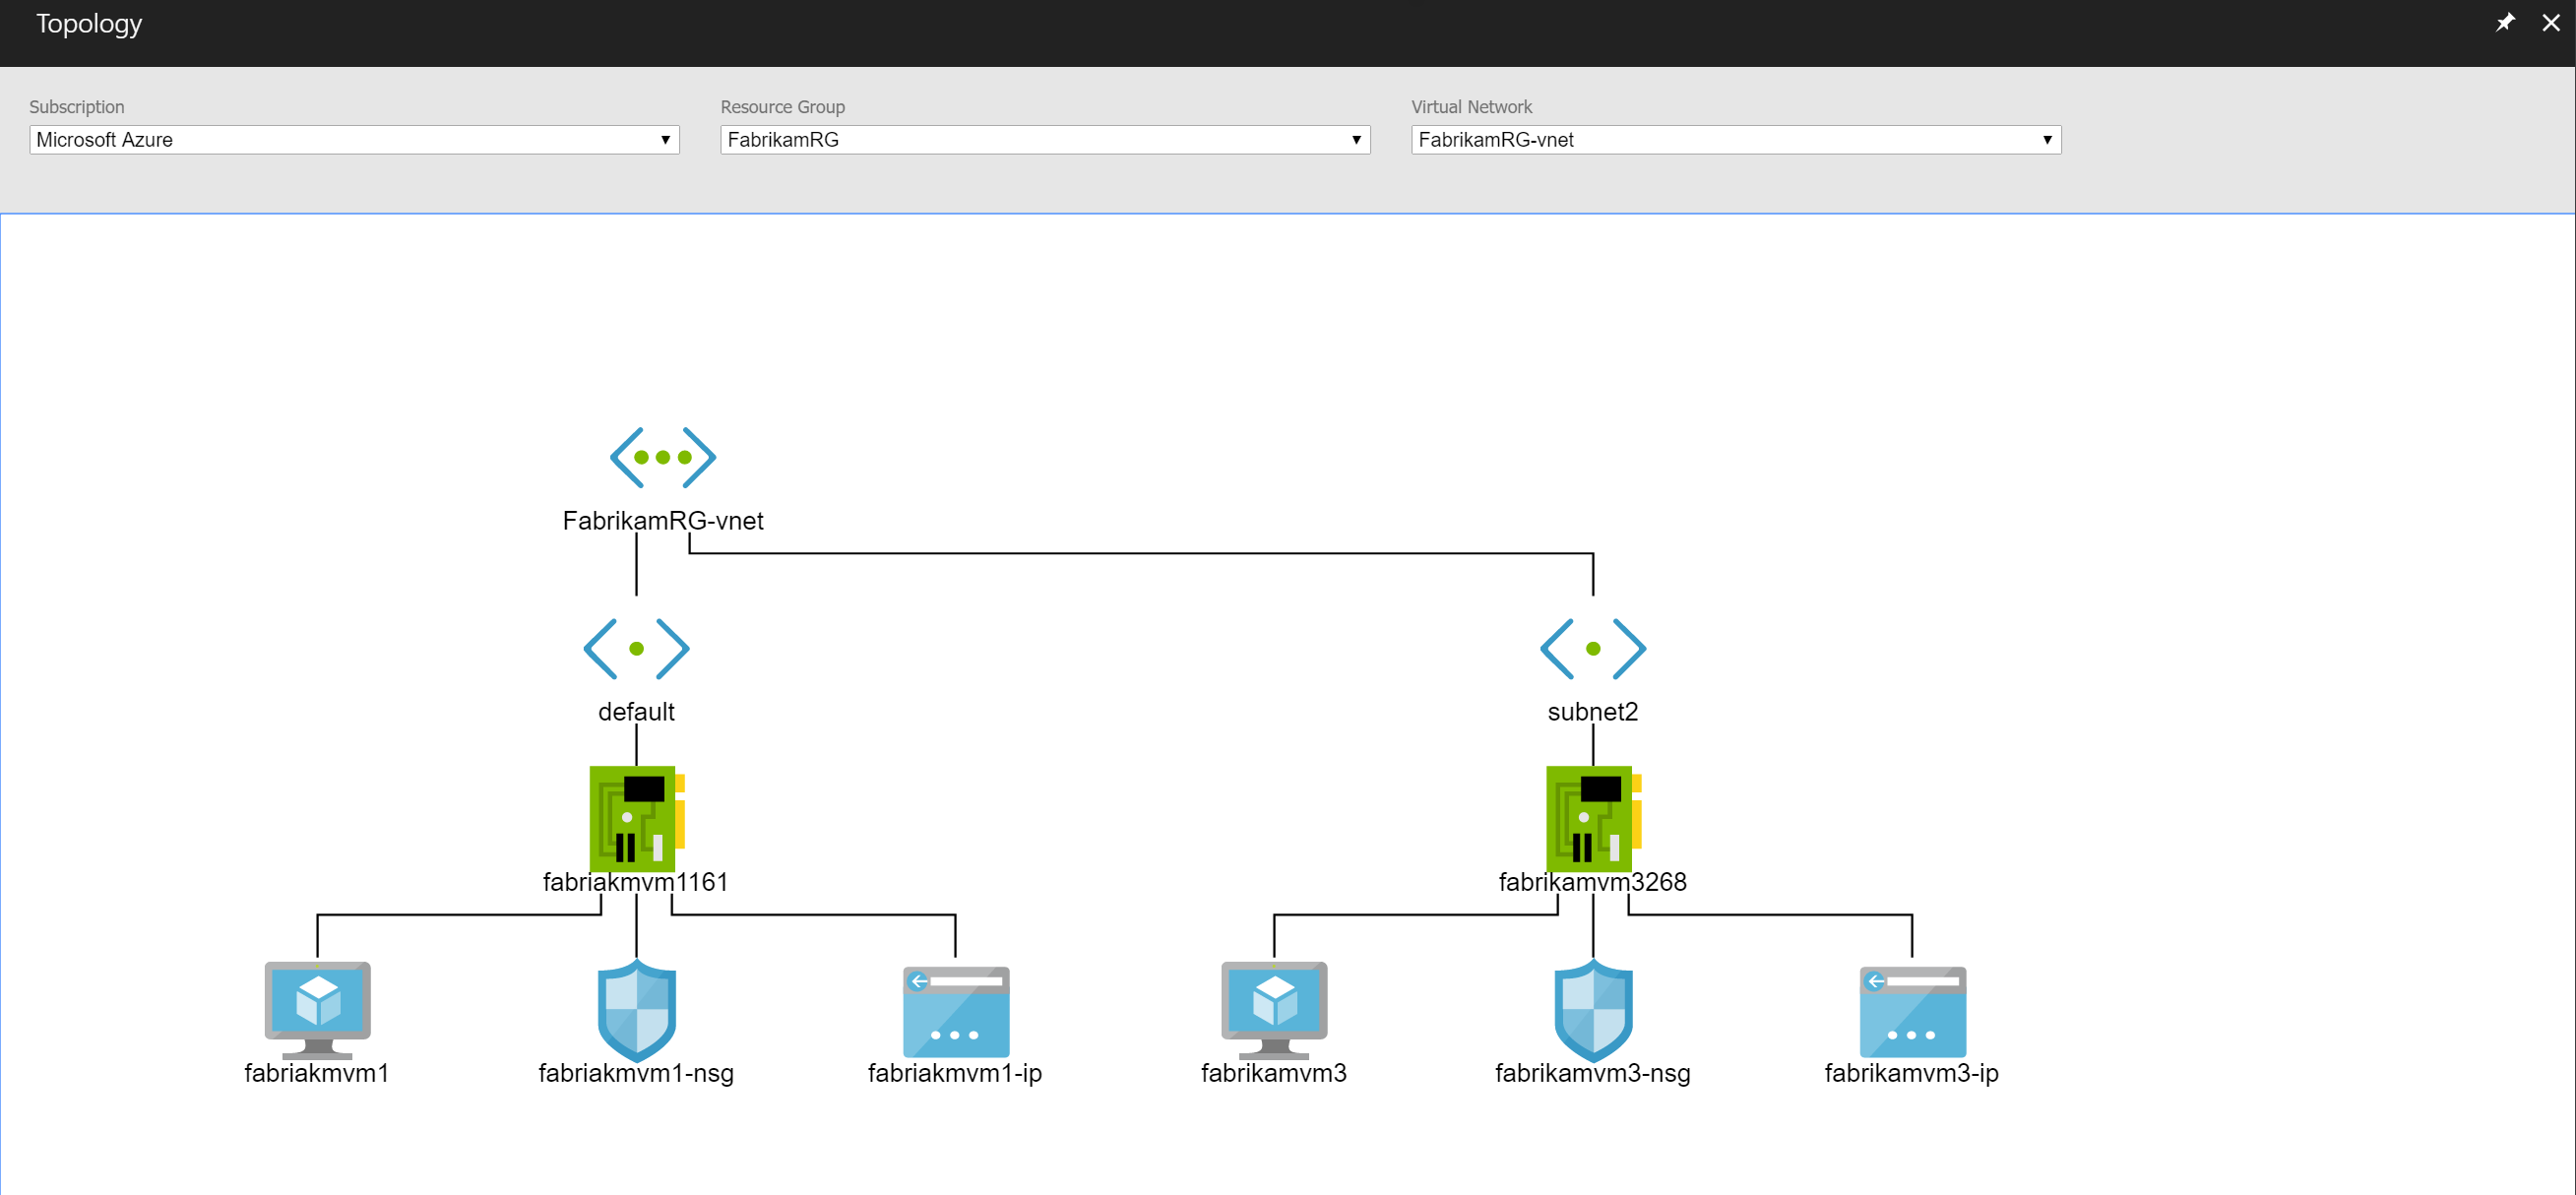 Topology
Subscription
Resource Group
Virtual Network
Microsoft Azure
FabrikamRG
FabrikamRG-vnet
FabrikamRG-vnet
default
subnet2
fabriakmvm1161
fabrikamvm3268
fabriakmvm1
fabriakmvm1-nsg
fabriakmvm1-ip
fabrikamvm3
fabrikamvm3-nsg
fabrikamvm3-ip